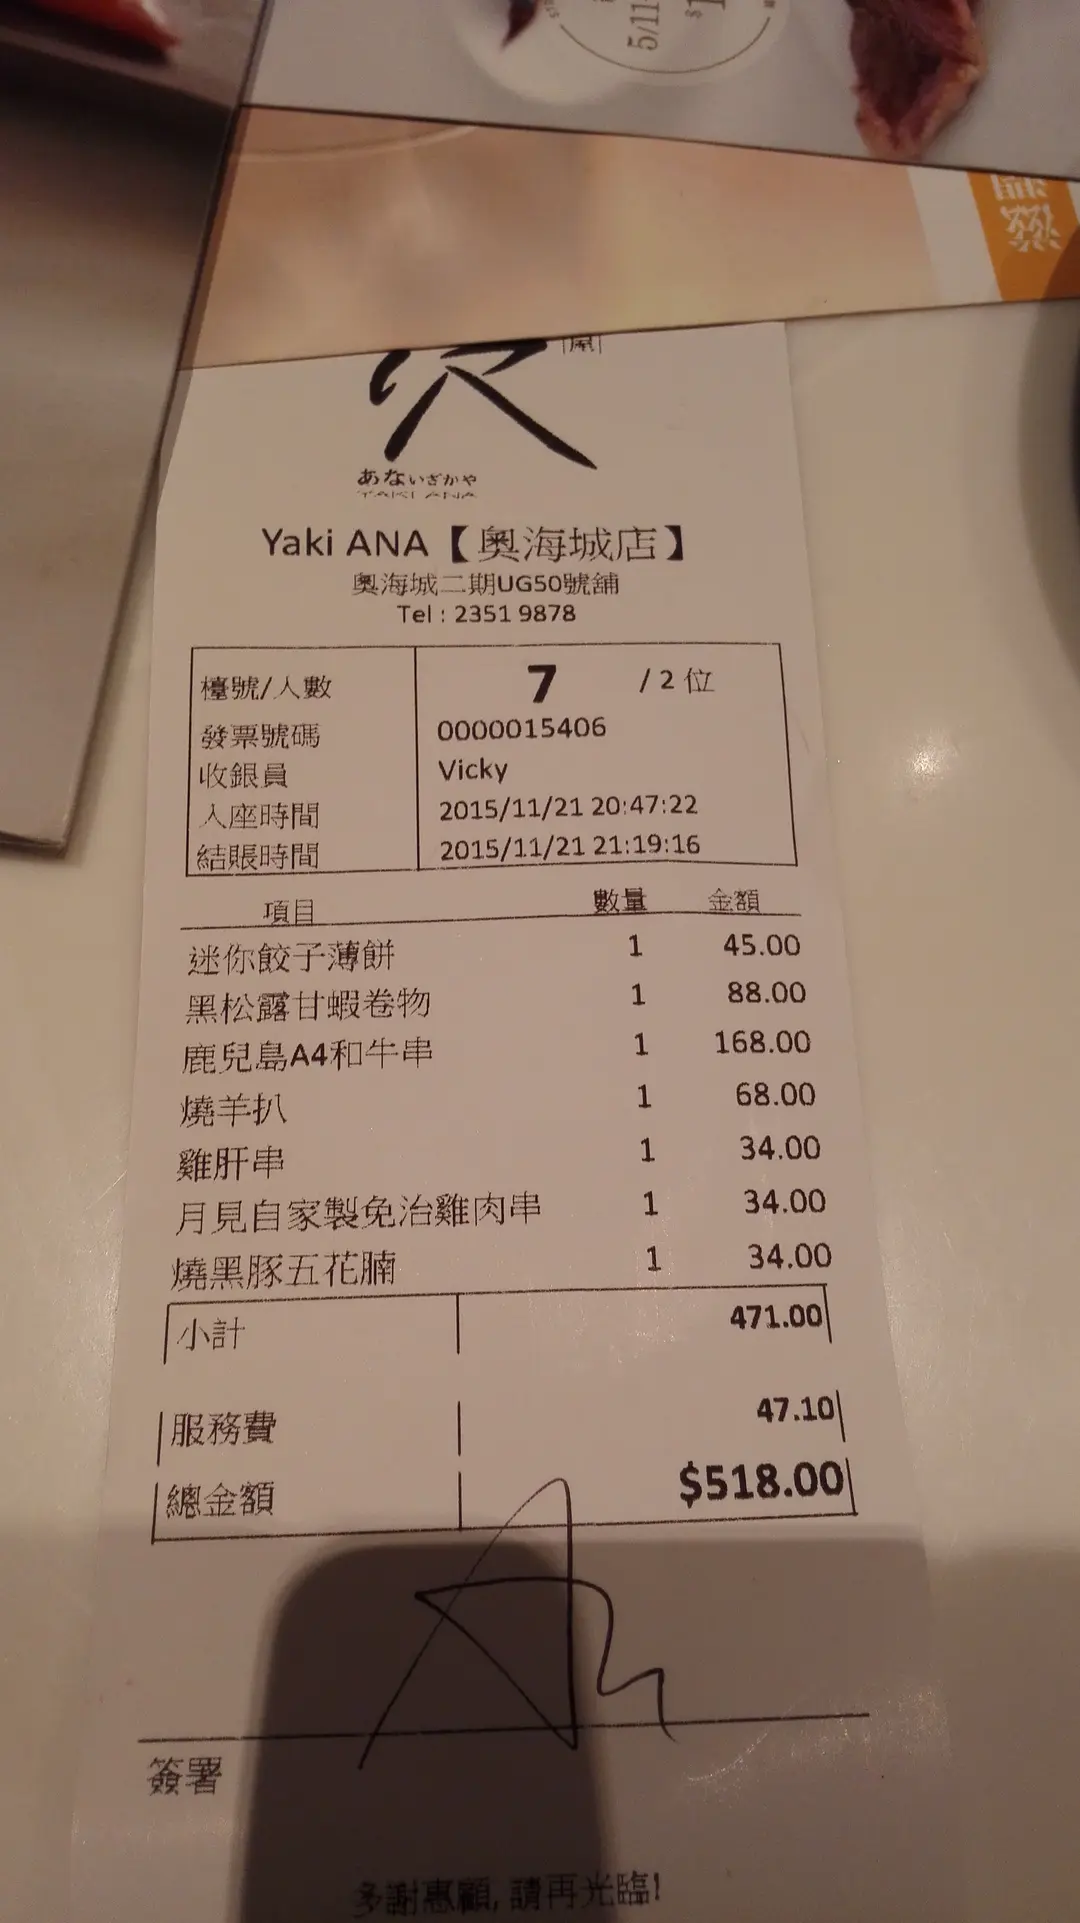 5/11
$1
穴
屋
あないざかや
YAKI ANA
Yaki ANA【奧海城店】
奧海城二期UG50號舖
Tel : 2351 9878
檯號/人數 7 / 2 位
發票號碼 0000015406
收銀員 Vicky
入座時間 2015/11/21 20:47:22
結賬時間 2015/11/21 21:19:16
項目 數量 金額
迷你餃子薄餅 1 45.00
黑松露甘蝦卷物 1 88.00
鹿兒島A4和牛串 1 168.00
燒羊扒 1 68.00
雞肝串 1 34.00
月見自家製免治雞肉串 1 34.00
燒黑豚五花腩 1 34.00
小計 471.00
服務費 47.10
總金額 $518.00
簽署
多謝惠顧, 請再光臨!